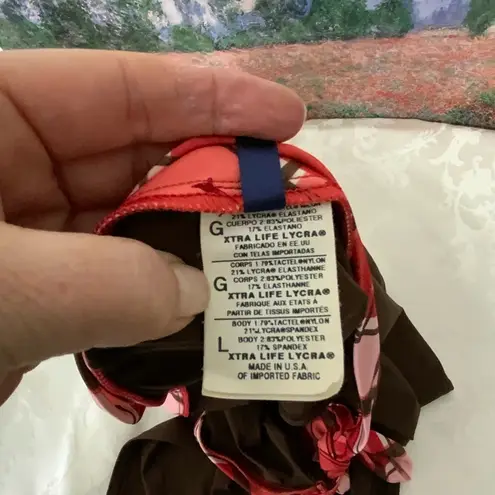 21% LYCRA® ELASTANO
G CUERPO 2.83%POLYESTER
17% ELASTANO
XTRA LIFE LYCRA®
FABRICADO EN EE.UU
CON TELAS IMPORTADAS
CORPS 1.79%TACTEL®NYLON
21% LYCRA® ELASTHANNE
G CORPS 2.83%POLYESTER
17% ELASTHANNE
XTRA LIFE LYCRA®
FABRIQUE AUX ETATS À
PARTIR DE TISSUS IMPORTÉS
BODY 1.79%TACTEL®NYLON
21%LYCRA®SPANDEX
L BODY 2.83%POLYESTER
17% SPANDEX
XTRA LIFE LYCRA®
MADE IN U.S.A.
OF IMPORTED FABRIC